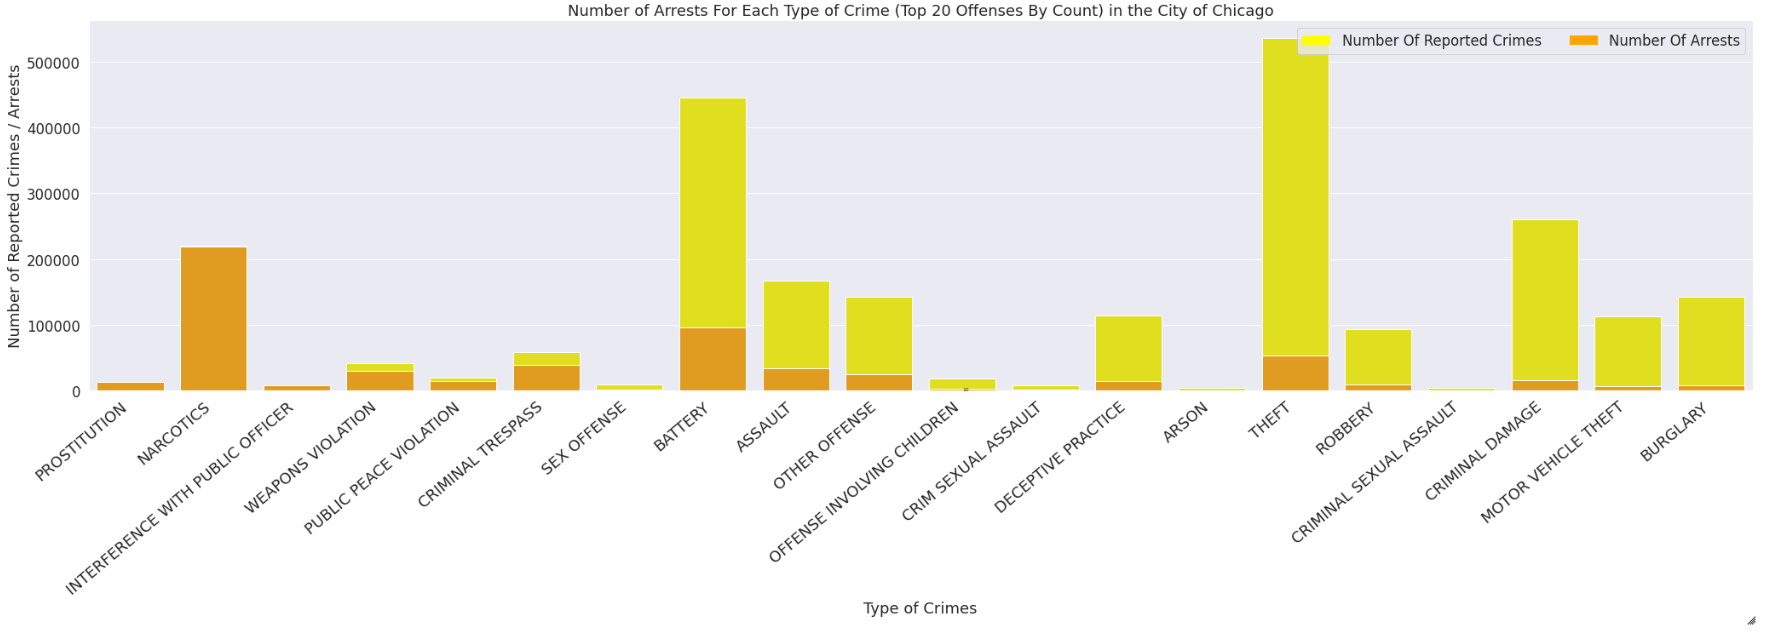 Number of Arrests For Each Type of Crime (Top 20 Offenses By Count) in the City of Chicago
Number Of Reported Crimes
Number Of Arrests
Number of Reported Crimes / Arrests
500000
400000
300000
200000
100000
0
PROSTITUTION
NARCOTICS
INTERFERENCE WITH PUBLIC OFFICER
WEAPONS VIOLATION
PUBLIC PEACE VIOLATION
CRIMINAL TRESPASS
SEX OFFENSE
BATTERY
ASSAULT
OTHER OFFENSE
OFFENSE INVOLVING CHILDREN
CRIM SEXUAL ASSAULT
DECEPTIVE PRACTICE
ARSON
THEFT
ROBBERY
CRIMINAL SEXUAL ASSAULT
CRIMINAL DAMAGE
MOTOR VEHICLE THEFT
BURGLARY
Type of Crimes